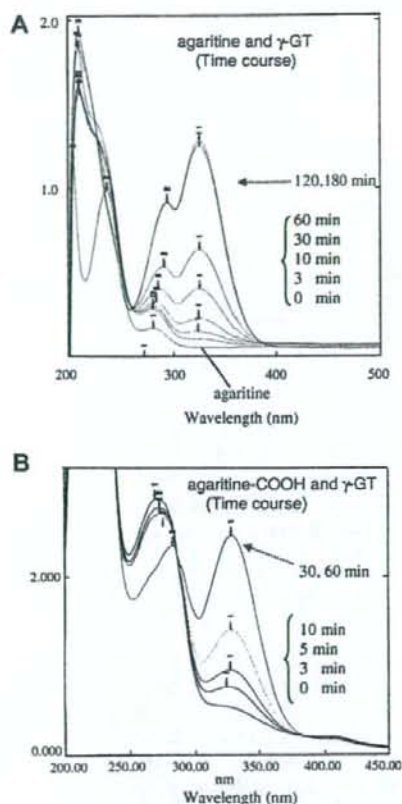 A
agaritine and γ-GT
(Time course)
2.0
1.0
120,180 min
60 min
30 min
10 min
3 min
0 min
agaritine
200
300
400
500
Wavelength (nm)
B
agaritine-COOH and γ-GT
(Time course)
2.000
30, 60 min
10 min
5 min
3 min
0 min
0.000
200.00
250.00
300.00
350.00
400.00
450.00
nm
Wavelength (nm)